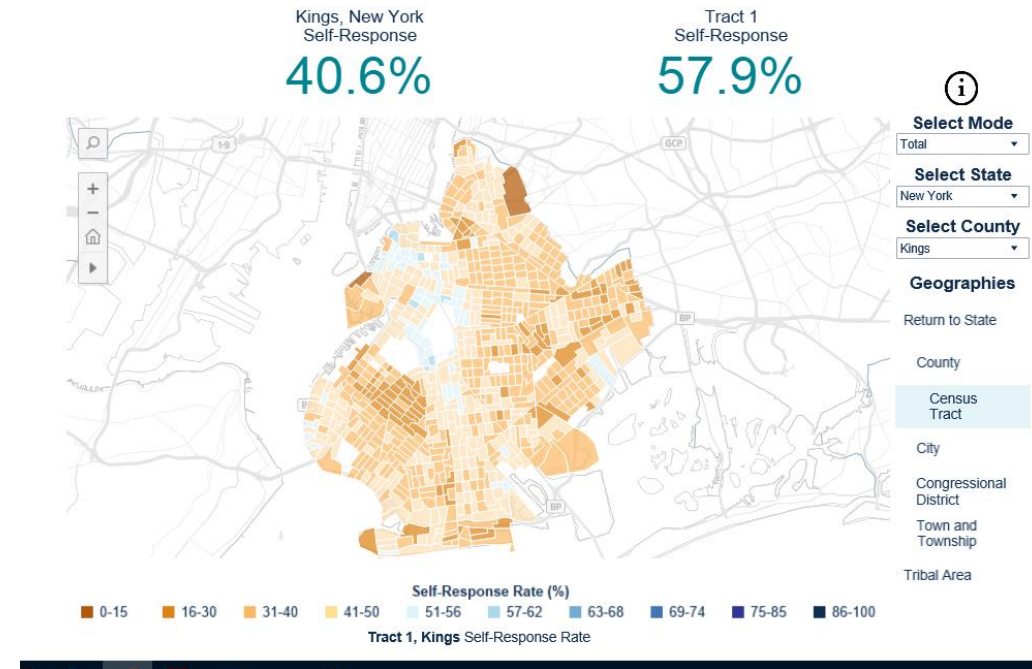 Kings, New York
Self-Response
40.6%
Tract 1
Self-Response
57.9%
i
Select Mode
Total
Select State
New York
Select County
Kings
Geographies
Return to State
County
Census
Tract
City
Congressional
District
Town and
Township
Tribal Area
1-9
GCP
BP
BP
Self-Response Rate (%)
0-15 16-30 31-40 41-50 51-56 57-62 63-68 69-74 75-85 86-100
Tract 1, Kings Self-Response Rate